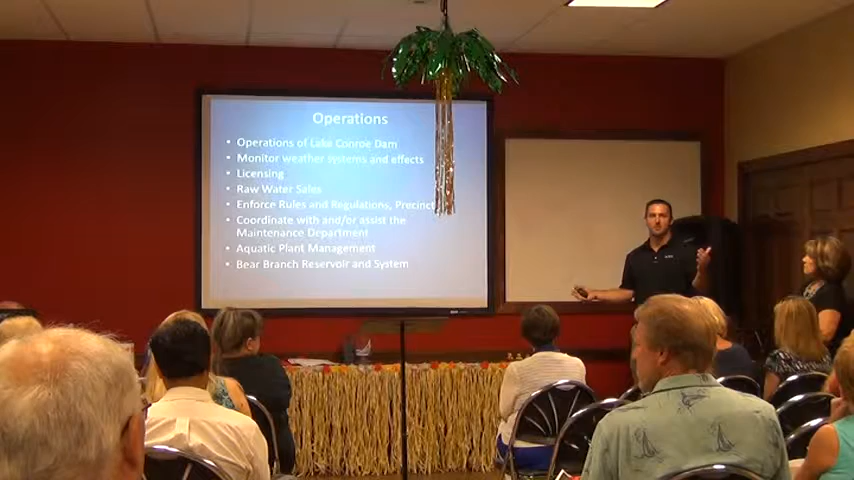 Operations
• Operations of Lake Conroe Dam
• Monitor weather systems and effects
• Licensing
• Raw Water Sales
• Enforce Rules and Regulations, Precinct
• Coordinate with and/or assist the
Maintenance Department
• Aquatic Plant Management
• Bear Branch Reservoir and System